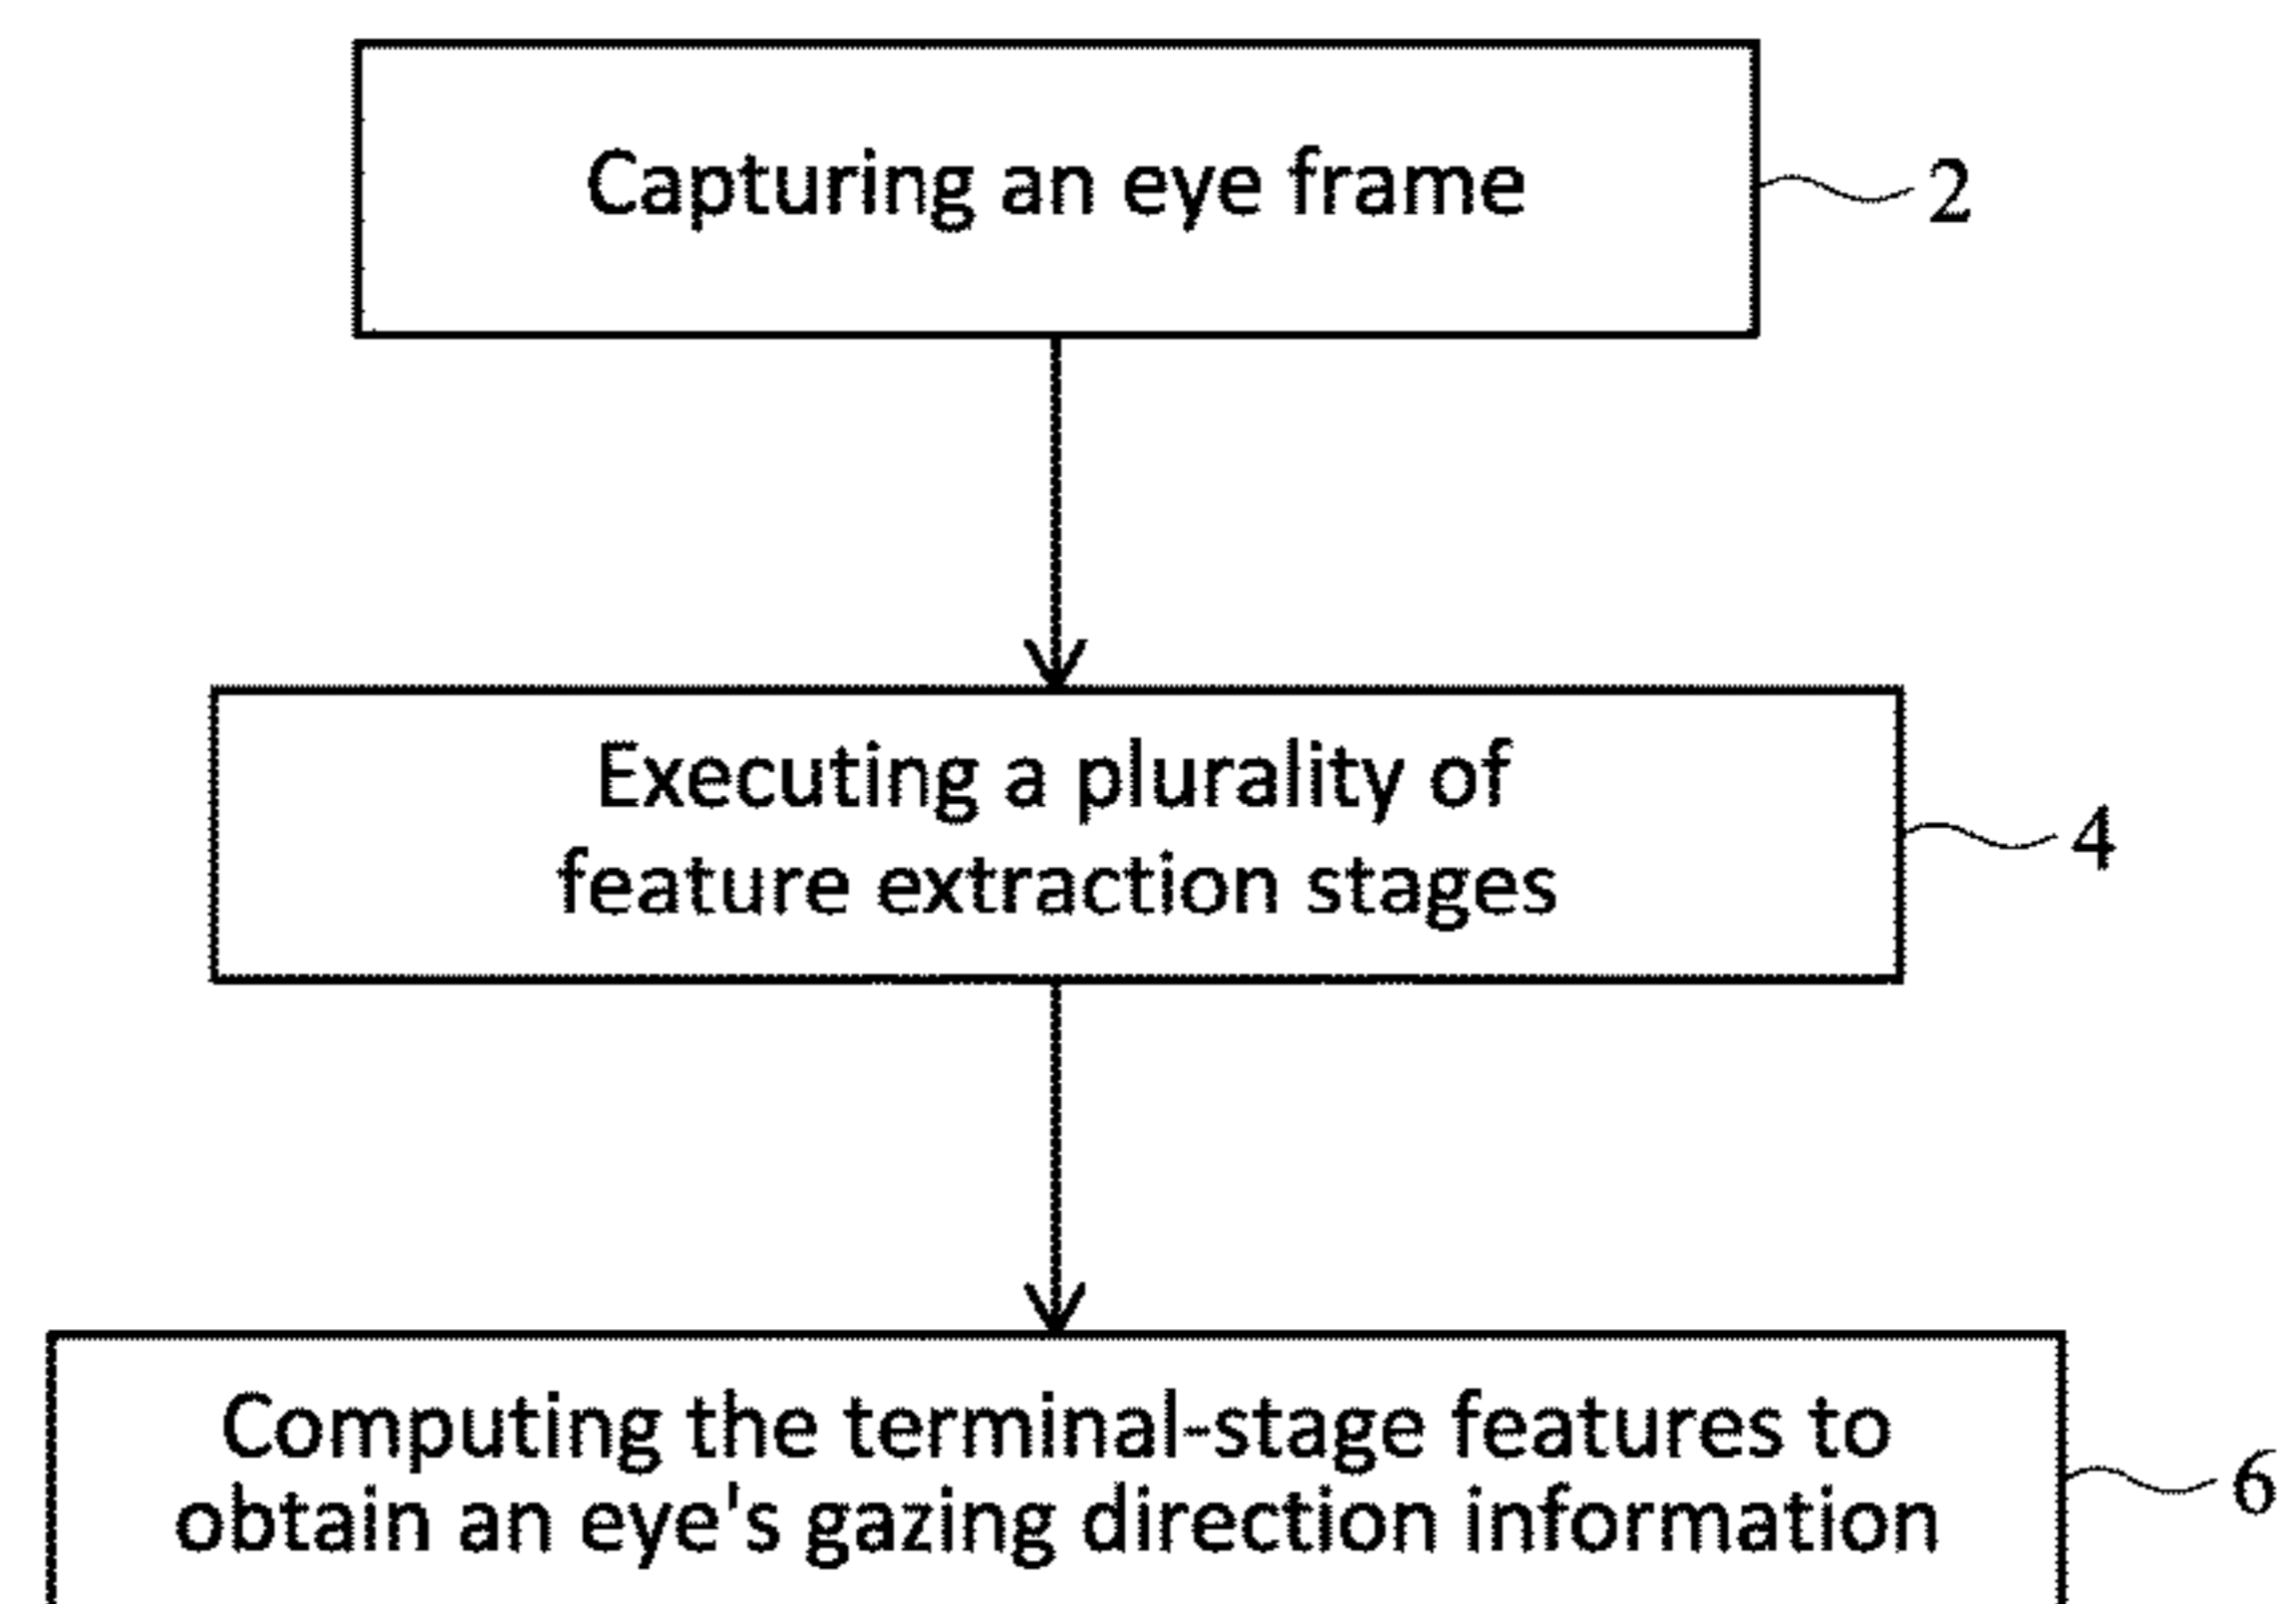 Capturing an eye frame
2
Executing a plurality of
feature extraction stages
4
Computing the terminal-stage features to
obtain an eye's gazing direction information
6